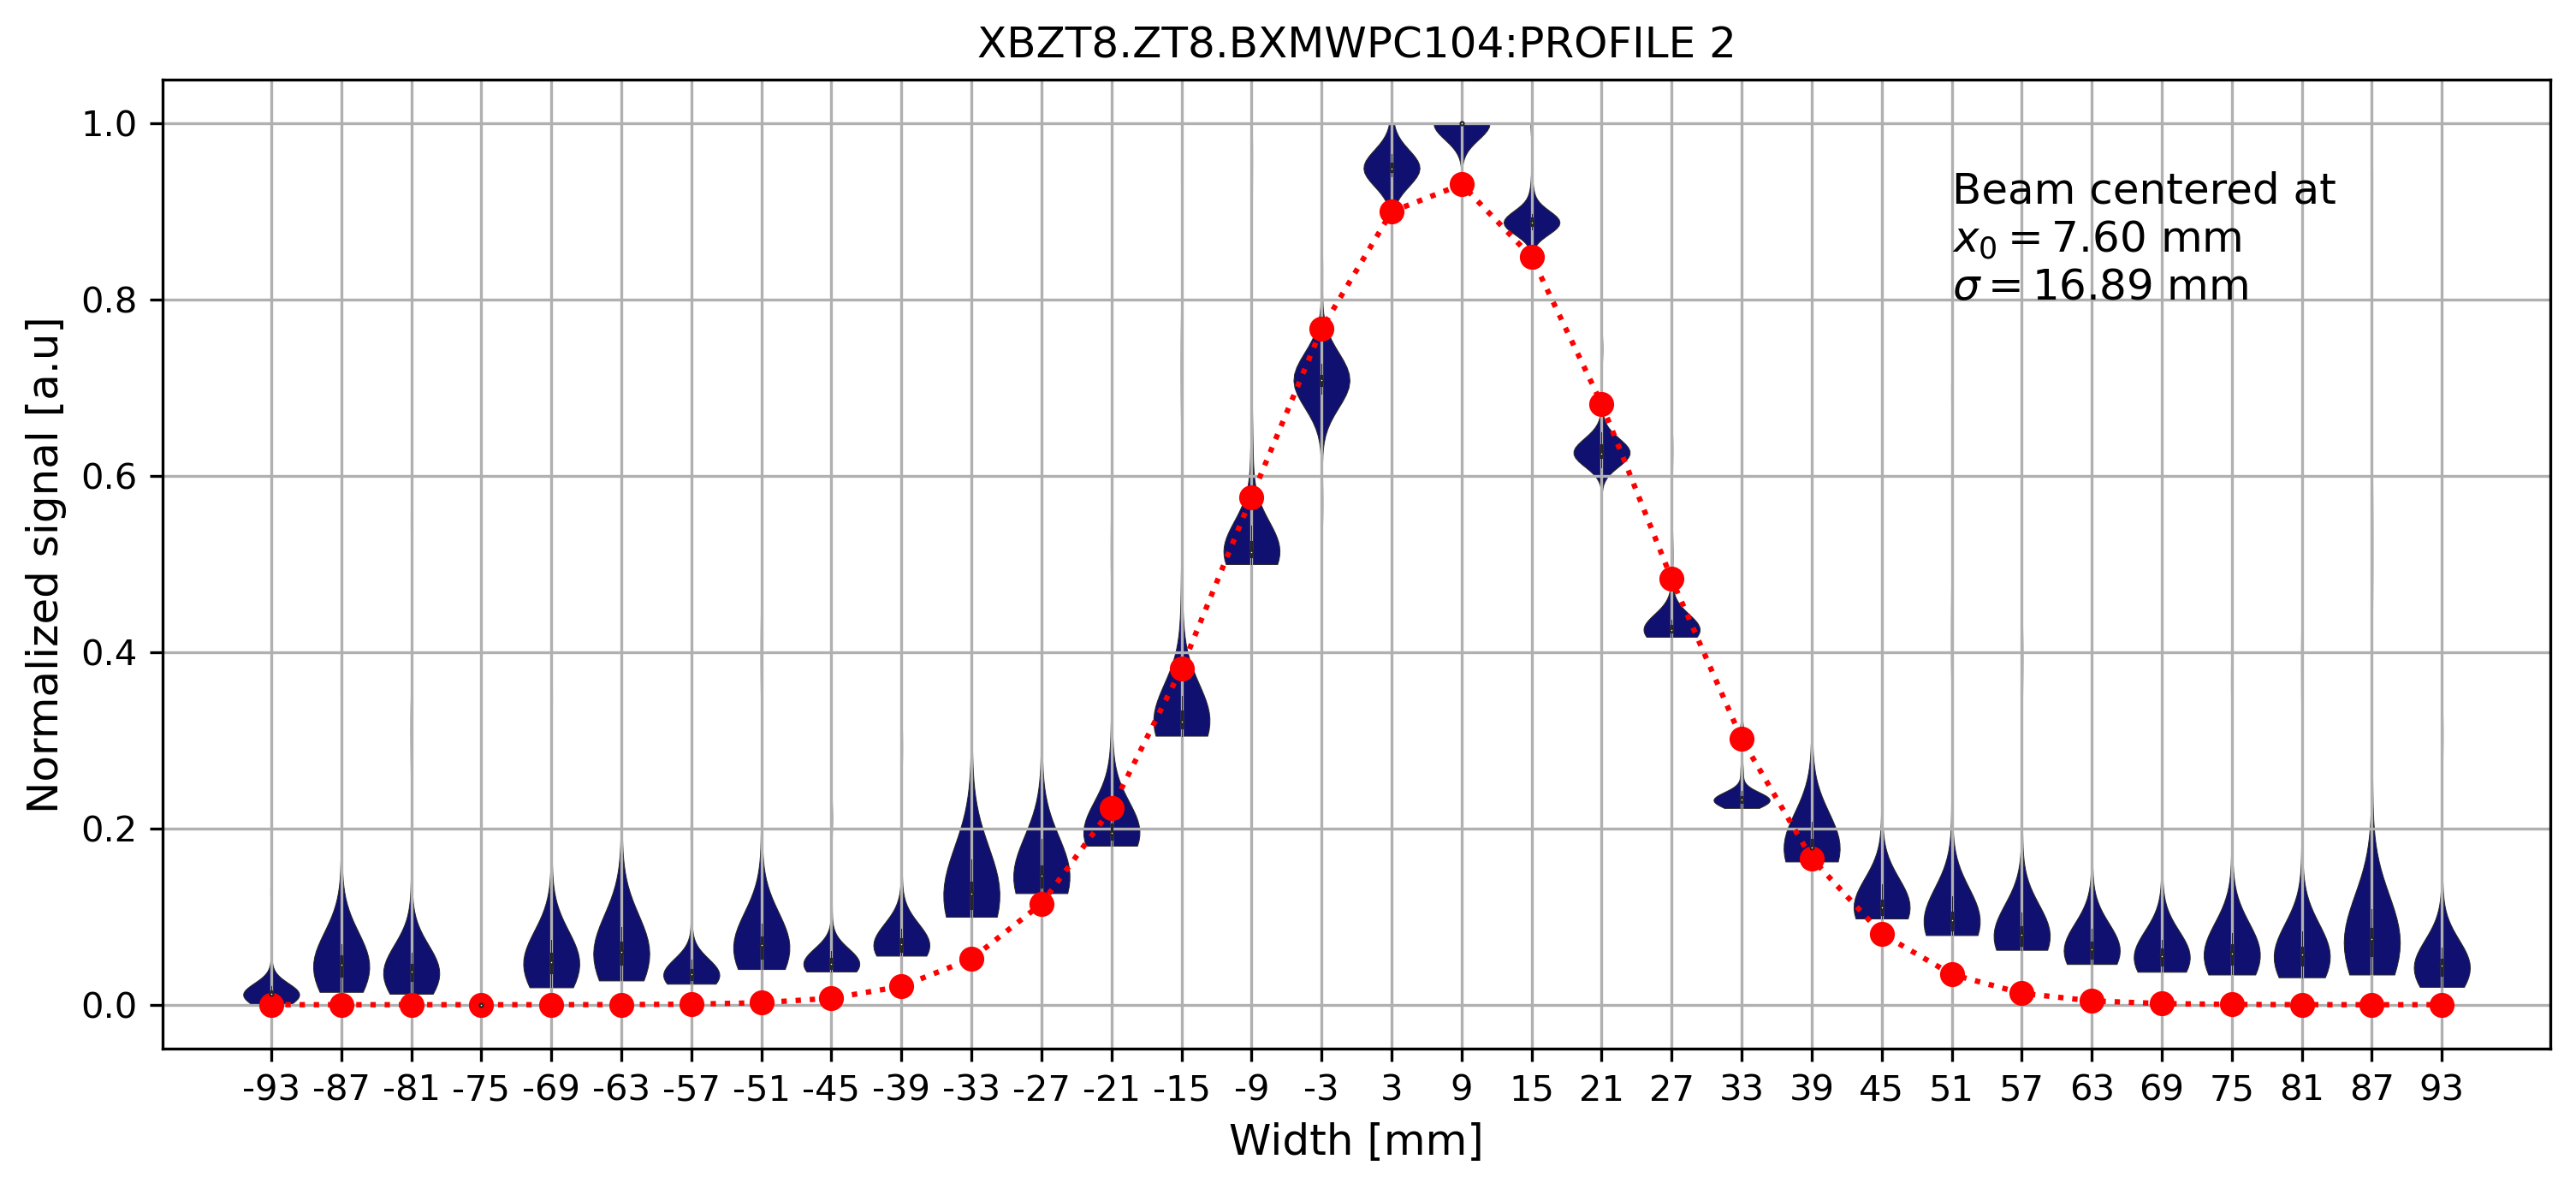 XBZT8.ZT8.BXMWPC104:PROFILE 2
Normalized signal [a.u]
1.0
0.8
0.6
0.4
0.2
0.0
Beam centered at
x₀ = 7.60 mm
σ = 16.89 mm
-93 -87 -81 -75 -69 -63 -57 -51 -45 -39 -33 -27 -21 -15 -9 -3 3 9 15 21 27 33 39 45 51 57 63 69 75 81 87 93
Width [mm]